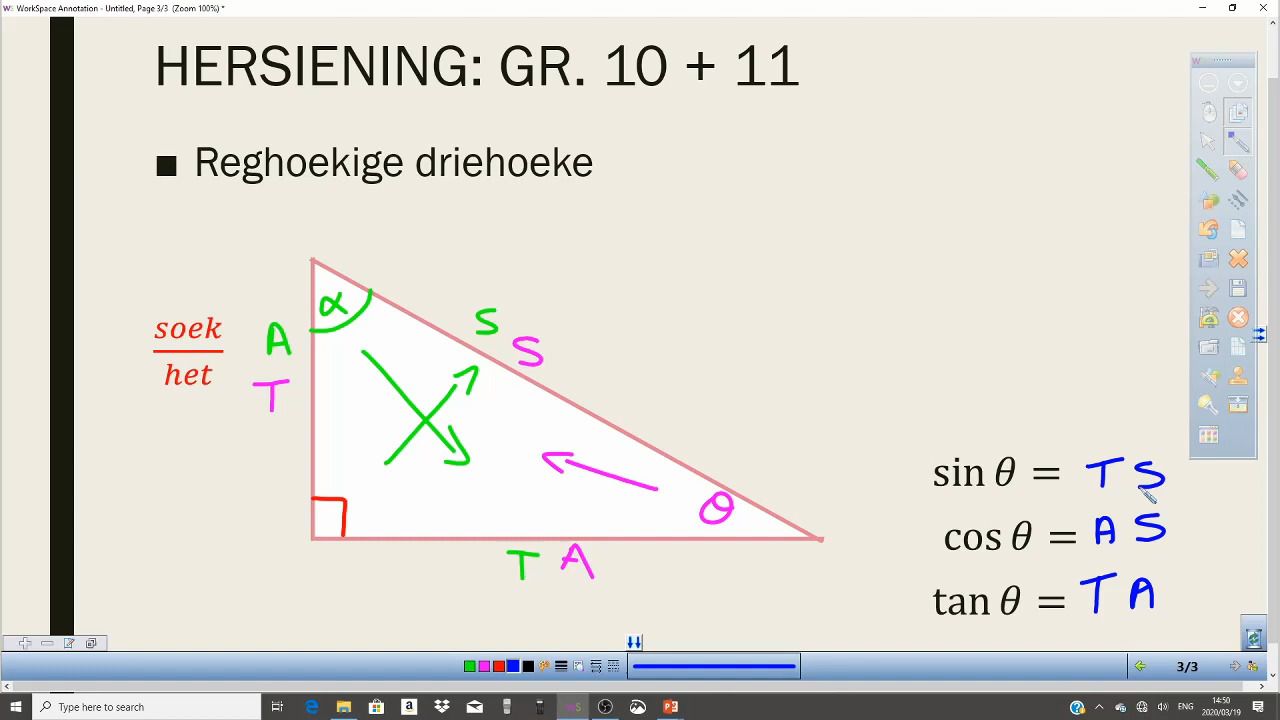 WorkSpace Annotation - Untitled, Page 3/3 (Zoom 100%) *
HERSIENING: GR. 10 + 11
■ Reghoekige driehoeke
α
soek
het
A
T
S
S
θ
T A
sin θ = T S
cos θ = A S
tan θ = T A
3/3
Type here to search
ENG
14:50
2020/03/19